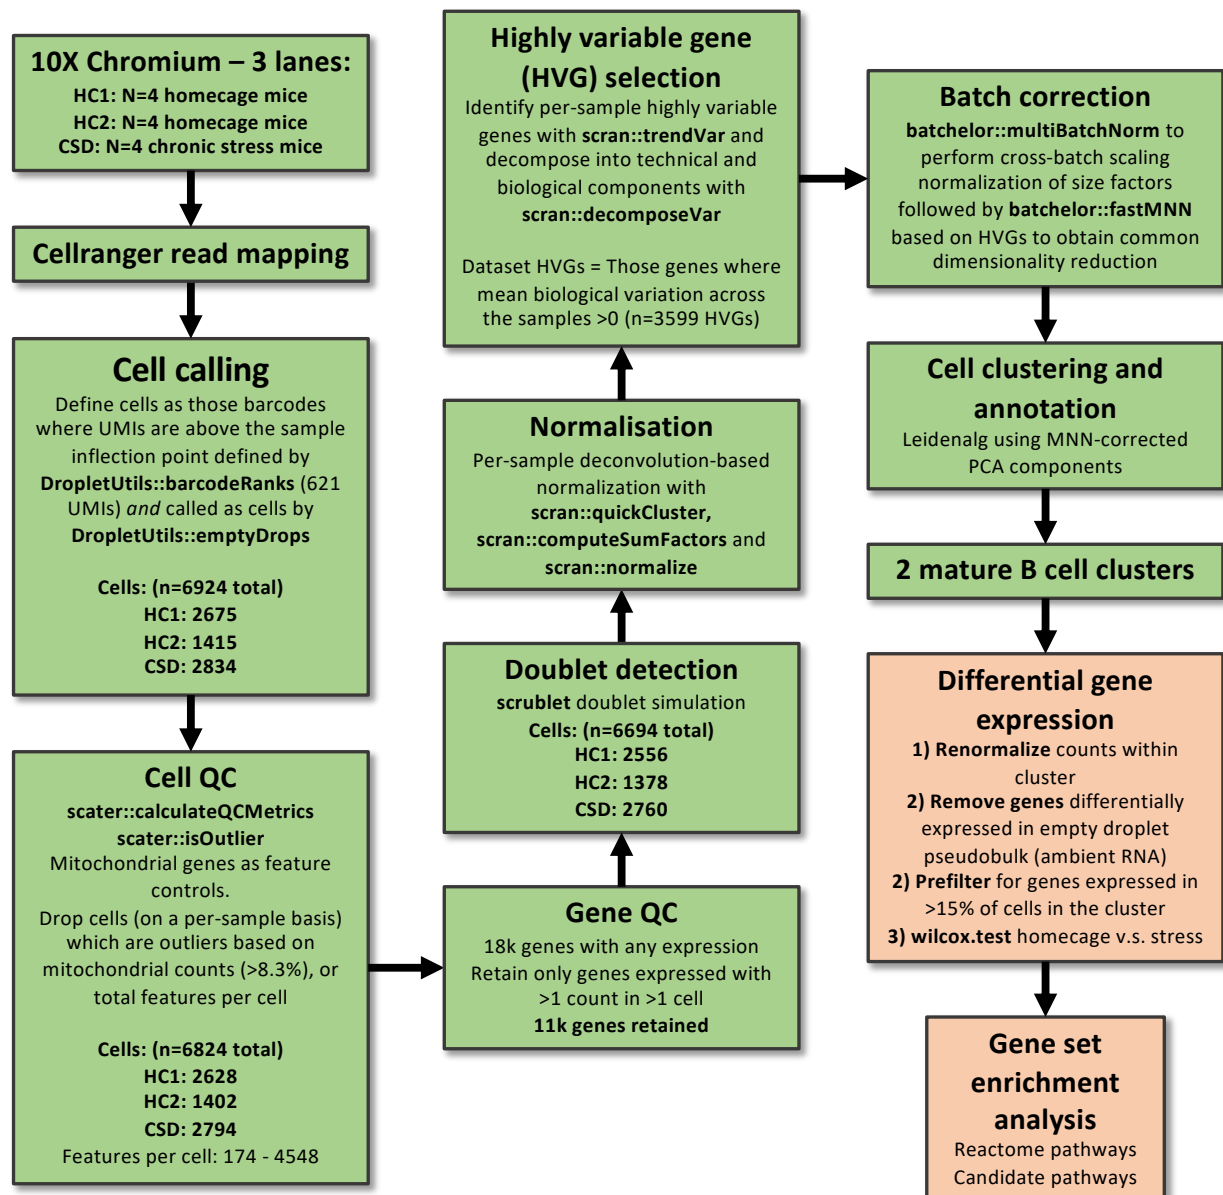 10X Chromium – 3 lanes:
HC1: N=4 homecage mice
HC2: N=4 homecage mice
CSD: N=4 chronic stress mice
Cellranger read mapping
Cell calling
Define cells as those barcodes
where UMIs are above the sample
inflection point defined by
DropletUtils::barcodeRanks (621
UMIs) and called as cells by
DropletUtils::emptyDrops
Cells: (n=6924 total)
HC1: 2675
HC2: 1415
CSD: 2834
Cell QC
scater::calculateQCMetrics
scater::isOutlier
Mitochondrial genes as feature
controls.
Drop cells (on a per-sample basis)
which are outliers based on
mitochondrial counts (>8.3%), or
total features per cell
Cells: (n=6824 total)
HC1: 2628
HC2: 1402
CSD: 2794
Features per cell: 174 - 4548
Gene QC
18k genes with any expression
Retain only genes expressed with
>1 count in >1 cell
11k genes retained
Doublet detection
scrublet doublet simulation
Cells: (n=6694 total)
HC1: 2556
HC2: 1378
CSD: 2760
Normalisation
Per-sample deconvolution-based
normalization with
scran::quickCluster,
scran::computeSumFactors and
scran::normalize
Highly variable gene
(HVG) selection
Identify per-sample highly variable
genes with scran::trendVar and
decompose into technical and
biological components with
scran::decomposeVar
Dataset HVGs = Those genes where
mean biological variation across
the samples >0 (n=3599 HVGs)
Batch correction
batchelor::multiBatchNorm to
perform cross-batch scaling
normalization of size factors
followed by batchelor::fastMNN
based on HVGs to obtain common
dimensionality reduction
Cell clustering and
annotation
Leidenalg using MNN-corrected
PCA components
2 mature B cell clusters
Differential gene
expression
1) Renormalize counts within
cluster
2) Remove genes differentially
expressed in empty droplet
pseudobulk (ambient RNA)
2) Prefilter for genes expressed in
>15% of cells in the cluster
3) wilcox.test homecage v.s. stress
Gene set
enrichment
analysis
Reactome pathways
Candidate pathways